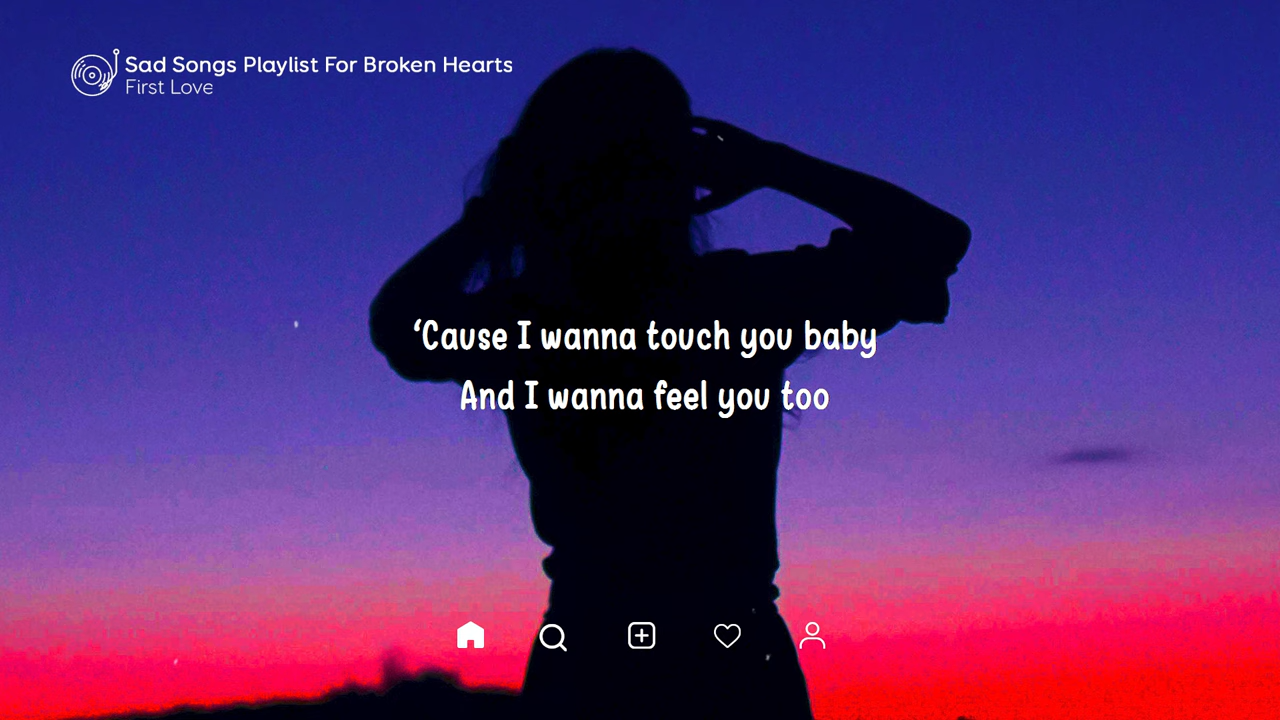 Sad Songs Playlist For Broken Hearts
First Love
‘Cause I wanna touch you baby
And I wanna feel you too